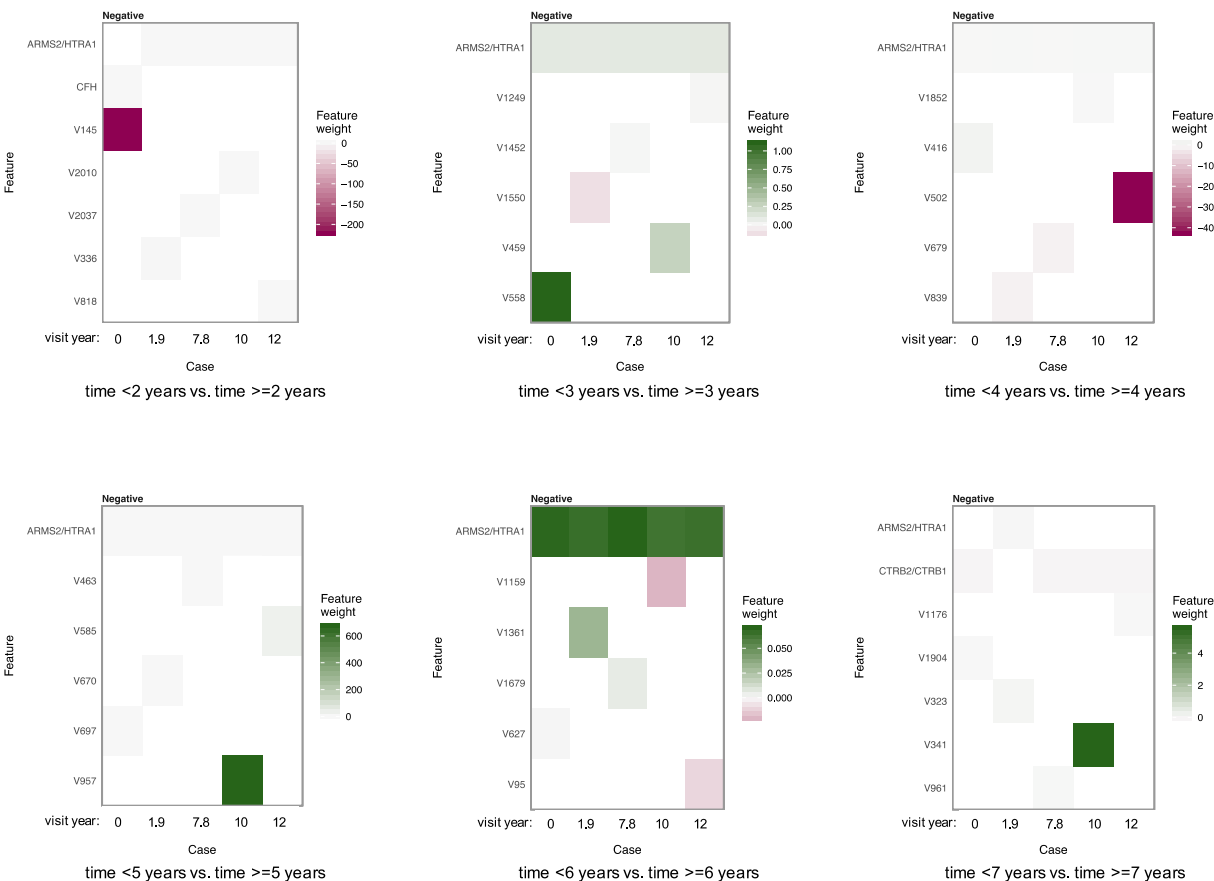 Negative
Feature
ARMS2/HTRA1
CFH
V145
V2010
V2037
V336
V818
visit year: 0 1.9 7.8 10 12
Case
time <2 years vs. time >=2 years
Feature
weight
0
−50
−100
−150
−200
Negative
Feature
ARMS2/HTRA1
V1249
V1452
V1550
V459
V558
visit year: 0 1.9 7.8 10 12
Case
time <3 years vs. time >=3 years
Feature
weight
1.00
0.75
0.50
0.25
0.00
Negative
Feature
ARMS2/HTRA1
V1852
V416
V502
V679
V839
visit year: 0 1.9 7.8 10 12
Case
time <4 years vs. time >=4 years
Feature
weight
0
−10
−20
−30
−40
Negative
Feature
ARMS2/HTRA1
V463
V585
V670
V697
V957
visit year: 0 1.9 7.8 10 12
Case
time <5 years vs. time >=5 years
Feature
weight
600
400
200
0
Negative
Feature
ARMS2/HTRA1
V1159
V1361
V1679
V627
V95
visit year: 0 1.9 7.8 10 12
Case
time <6 years vs. time >=6 years
Feature
weight
0.050
0.025
0.000
Negative
Feature
ARMS2/HTRA1
CTRB2/CTRB1
V1176
V1904
V323
V341
V961
visit year: 0 1.9 7.8 10 12
Case
time <7 years vs. time >=7 years
Feature
weight
4
2
0